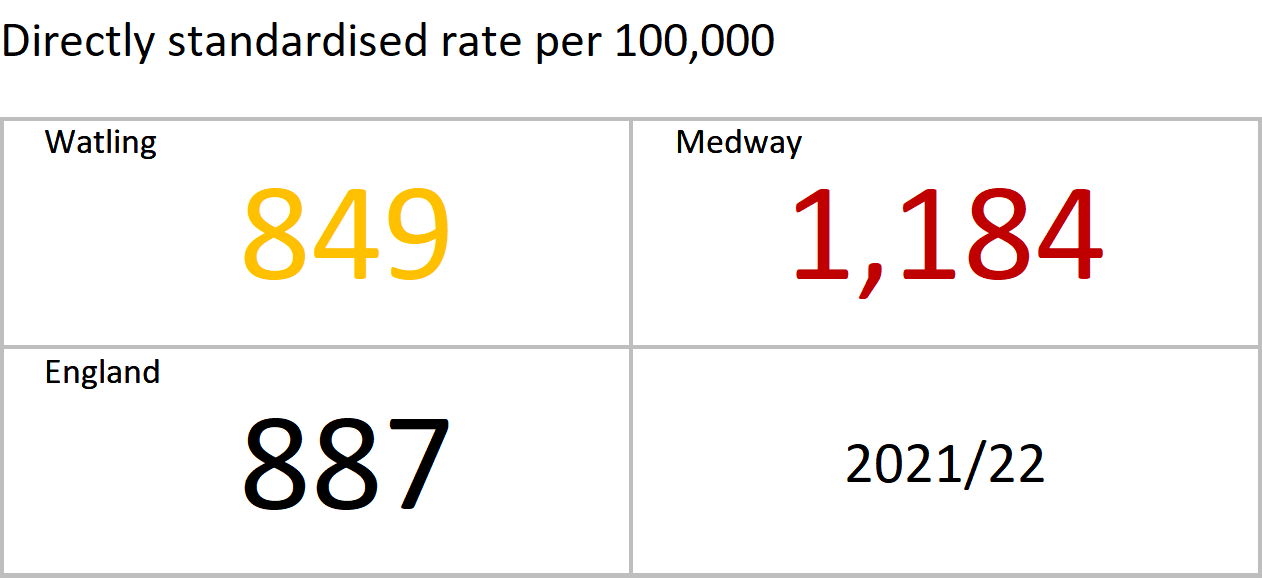 Directly standardised rate per 100,000
Watling
849
Medway
1,184
England
887
2021/22